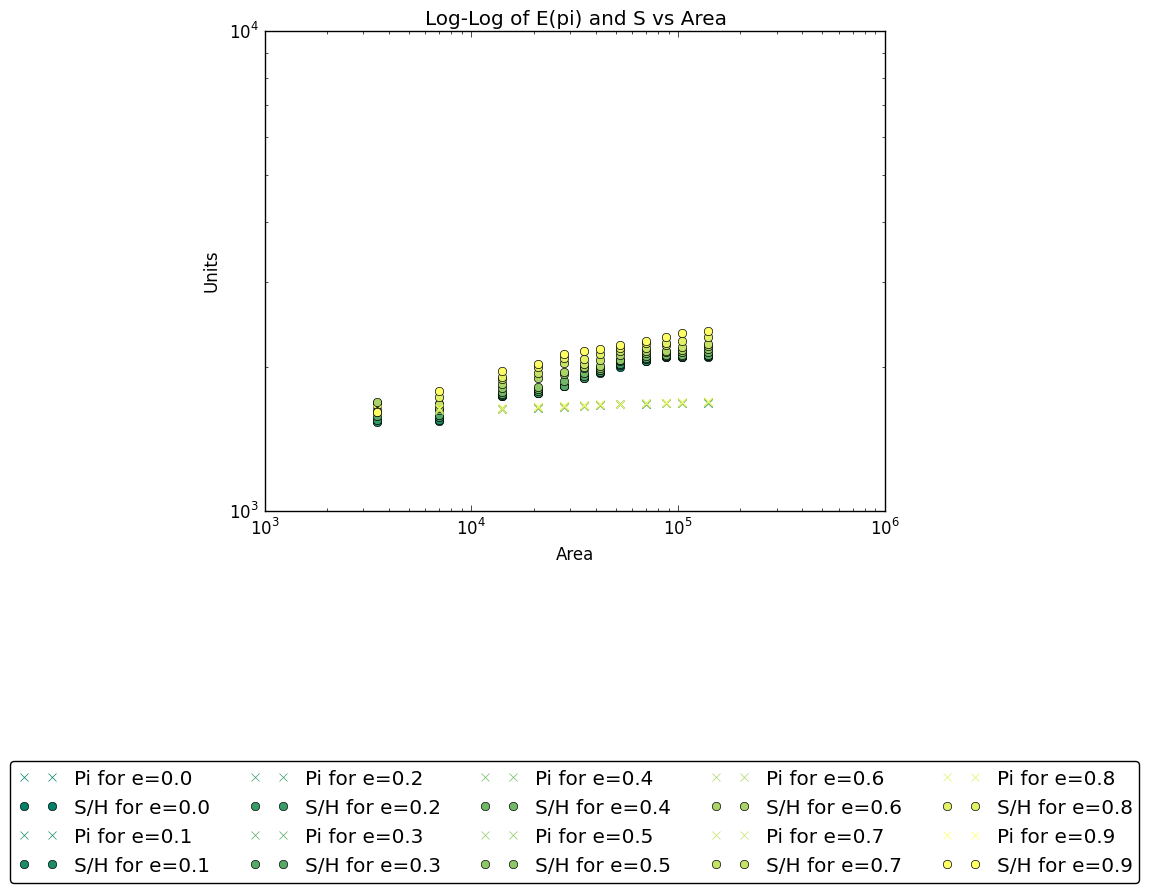 Log-Log of E(pi) and S vs Area
10^4
Units
10^3
10^3 10^4 10^5 10^6
Area
Pi for e=0.0 Pi for e=0.2 Pi for e=0.4 Pi for e=0.6 Pi for e=0.8
S/H for e=0.0 S/H for e=0.2 S/H for e=0.4 S/H for e=0.6 S/H for e=0.8
Pi for e=0.1 Pi for e=0.3 Pi for e=0.5 Pi for e=0.7 Pi for e=0.9
S/H for e=0.1 S/H for e=0.3 S/H for e=0.5 S/H for e=0.7 S/H for e=0.9